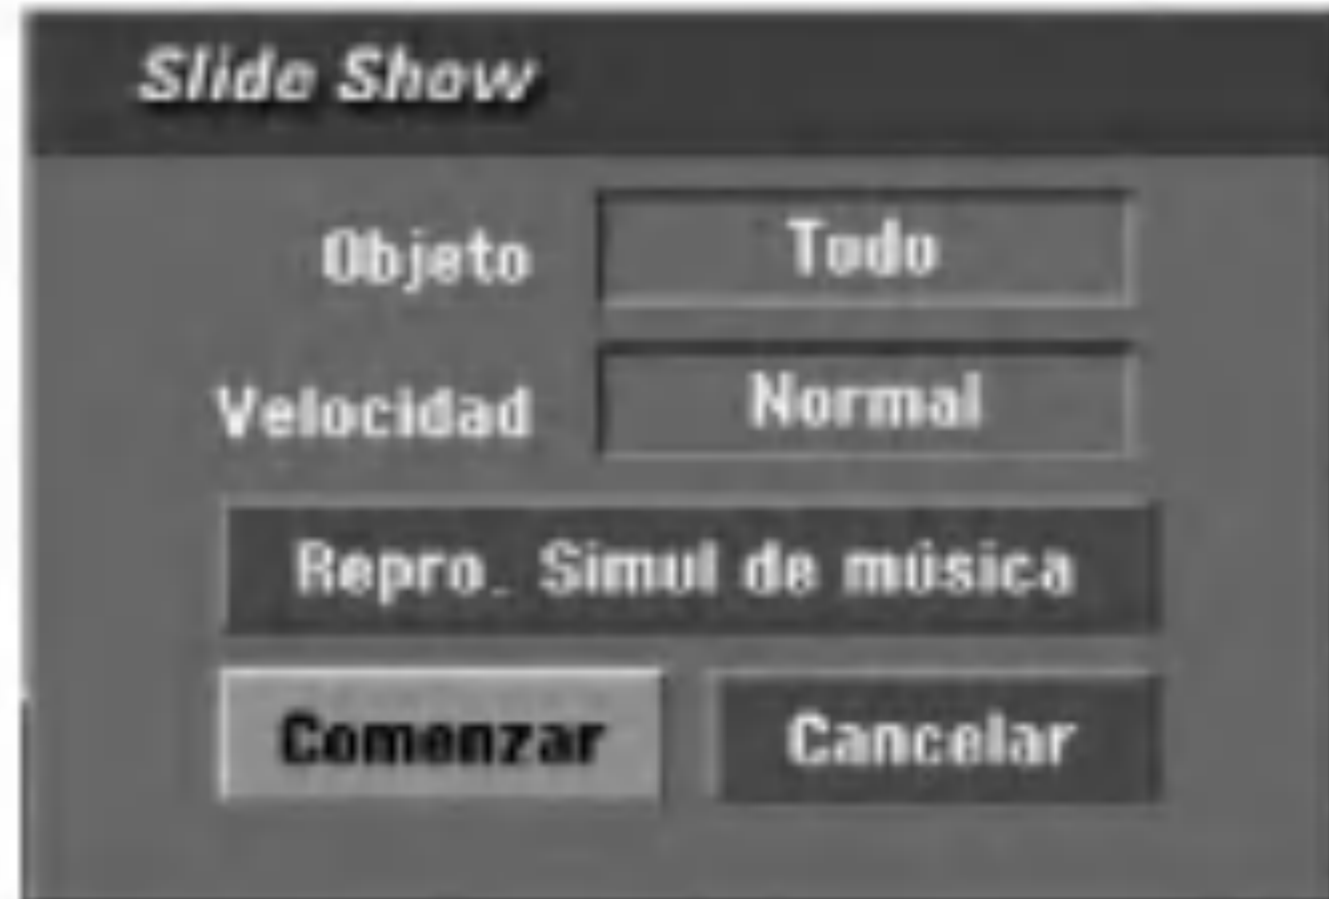 Slide Show
Objeto Todo
Velocidad Normal
Repro. Simul de música
Comenzar Cancelar